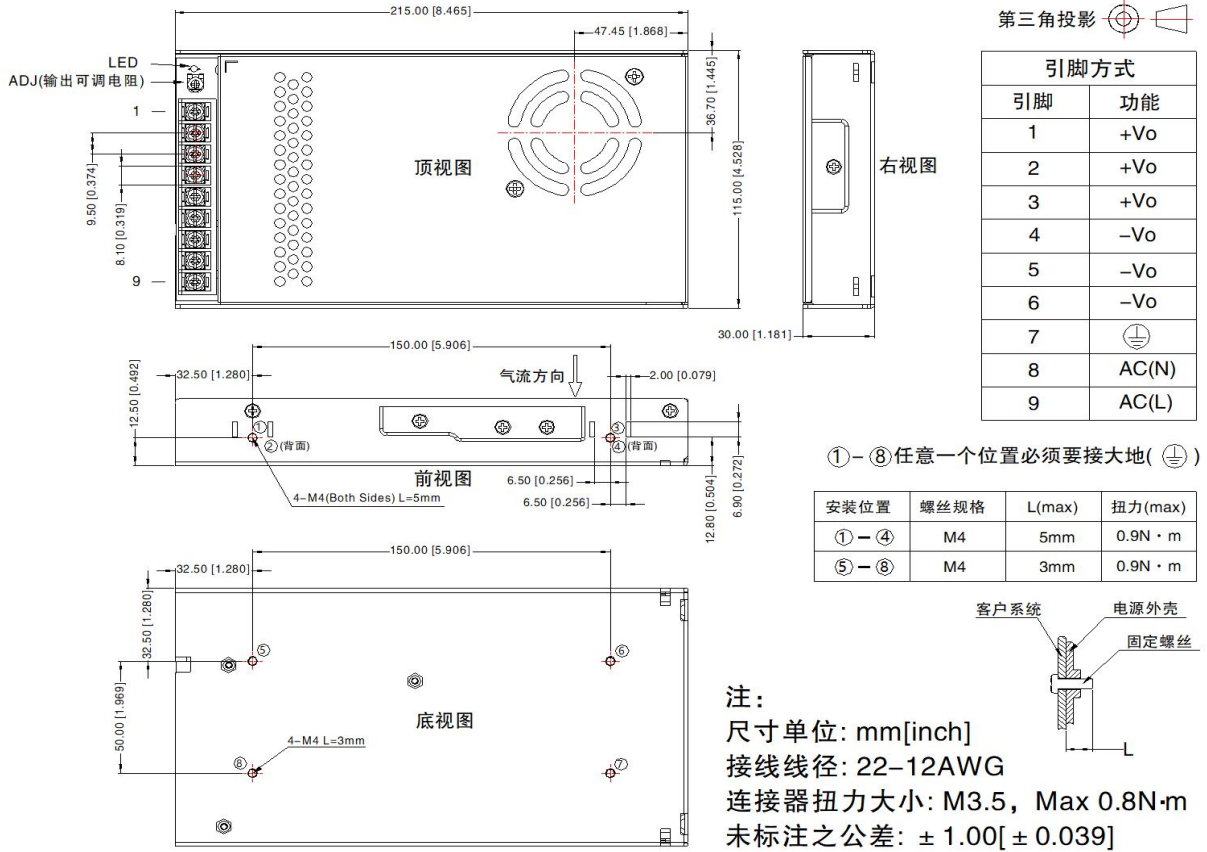 215.00 [8.465]
47.45 [1.868]
36.70 [1.445]
LED
ADJ(输出可调电阻)
1
9
9.50 [0.374]
8.10 [0.319]
顶视图
115.00 [4.528]
右视图
30.00 [1.181]
第三角投影
引脚方式
引脚 功能
1 +Vo
2 +Vo
3 +Vo
4 −Vo
5 −Vo
6 −Vo
7 ⏚
8 AC(N)
9 AC(L)
150.00 [5.906]
32.50 [1.280]
气流方向
2.00 [0.079]
12.50 [0.492]
① ③
②(背面) ④(背面)
前视图
6.50 [0.256]
6.50 [0.256]
4−M4(Both Sides) L=5mm
12.80 [0.504]
6.90 [0.272]
①−⑧任意一个位置必须要接大地(⏚)
安装位置 螺丝规格 L(max) 扭力(max)
①−④ M4 5mm 0.9N·m
⑤−⑧ M4 3mm 0.9N·m
150.00 [5.906]
32.50 [1.280]
32.50 [1.280]
50.00 [1.969]
⑤ ⑥
底视图
4−M4 L=3mm
⑧ ⑦
客户系统 电源外壳
固定螺丝
L
注:
尺寸单位: mm[inch]
接线线径: 22−12AWG
连接器扭力大小: M3.5，Max 0.8N·m
未标注之公差: ±1.00[±0.039]